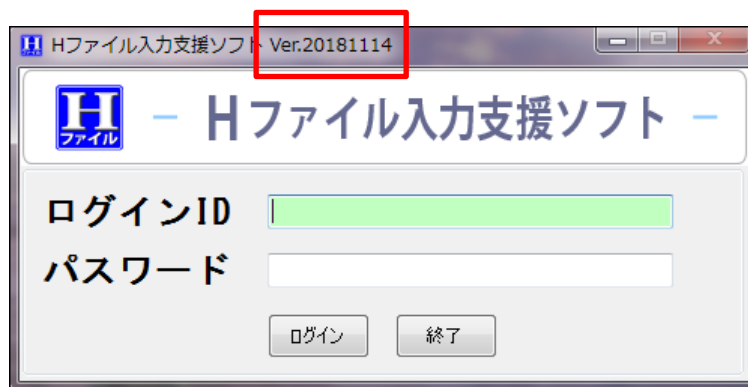 H Hファイル入力支援ソフト Ver.20181114
H
ファイル
- Hファイル入力支援ソフト -
ログインID
パスワード
ログイン 終了